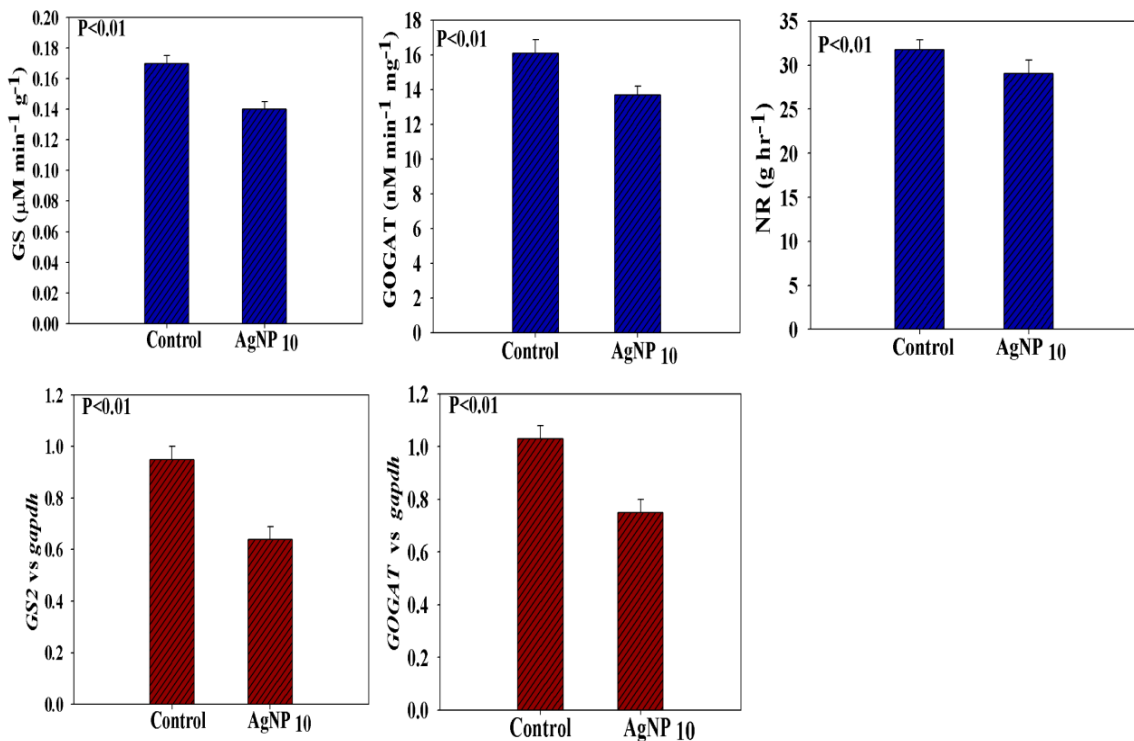 GS (μM min⁻¹ g⁻¹)
P<0.01
0.20
0.18
0.16
0.14
0.12
0.10
0.08
0.06
0.04
0.02
0.00
Control AgNP 10
GOGAT (nM min⁻¹ mg⁻¹)
P<0.01
18
16
14
12
10
8
6
4
2
0
Control AgNP 10
NR (g hr⁻¹)
P<0.01
35
30
25
20
15
10
5
0
Control AgNP 10
GS2 vs gapdh
P<0.01
1.2
1.0
0.8
0.6
0.4
0.2
0.0
Control AgNP 10
GOGAT vs gapdh
P<0.01
1.2
1.0
0.8
0.6
0.4
0.2
0.0
Control AgNP 10